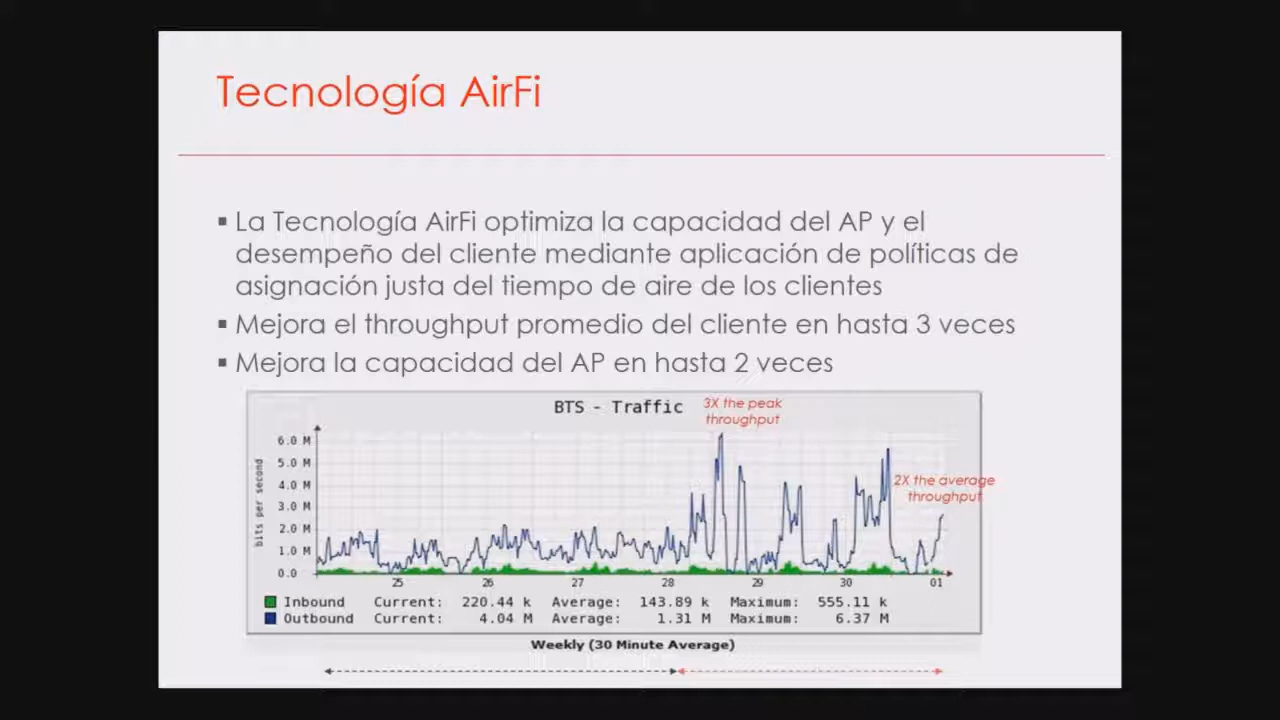 Tecnología AirFi
▪ La Tecnología AirFi optimiza la capacidad del AP y el
desempeño del cliente mediante aplicación de políticas de
asignación justa del tiempo de aire de los clientes
▪ Mejora el throughput promedio del cliente en hasta 3 veces
▪ Mejora la capacidad del AP en hasta 2 veces
BTS - Traffic
3X the peak
throughput
2X the average
throughput
bits per second
6.0 M
5.0 M
4.0 M
3.0 M
2.0 M
1.0 M
0.0
25 26 27 28 29 30 01
Inbound Current: 220.44 k Average: 143.89 k Maximum: 555.11 k
Outbound Current: 4.04 M Average: 1.31 M Maximum: 6.37 M
Weekly (30 Minute Average)